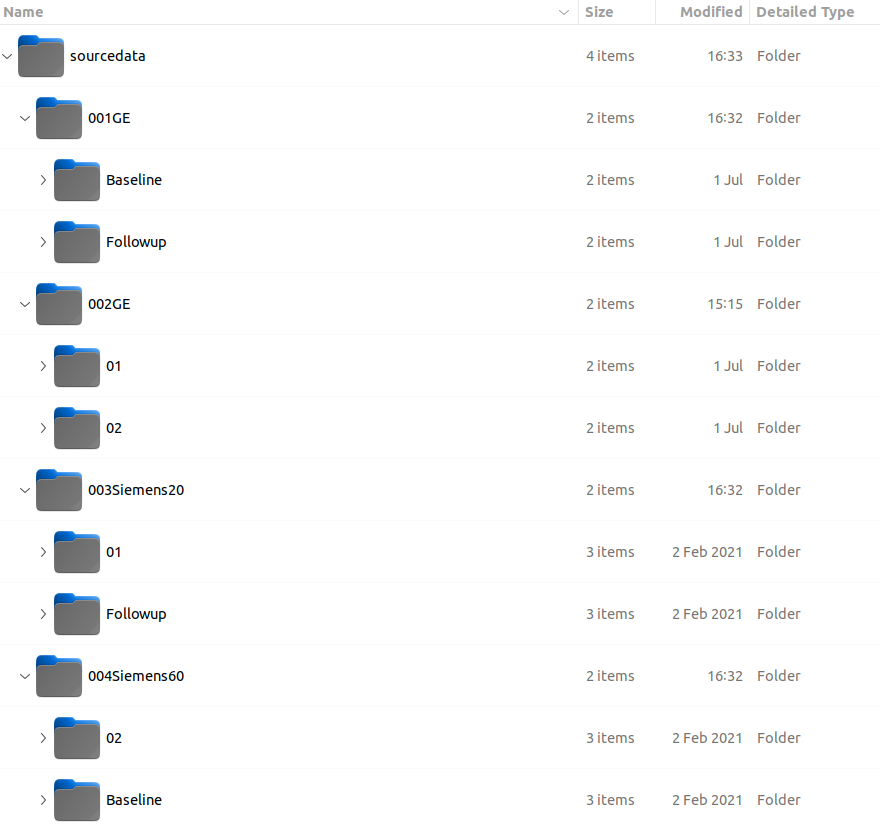 Name Size Modified Detailed Type
sourcedata 4 items 16:33 Folder
001GE 2 items 16:32 Folder
Baseline 2 items 1 Jul Folder
Followup 2 items 1 Jul Folder
002GE 2 items 15:15 Folder
01 2 items 1 Jul Folder
02 2 items 1 Jul Folder
003Siemens20 2 items 16:32 Folder
01 3 items 2 Feb 2021 Folder
Followup 3 items 2 Feb 2021 Folder
004Siemens60 2 items 16:32 Folder
02 3 items 2 Feb 2021 Folder
Baseline 3 items 2 Feb 2021 Folder